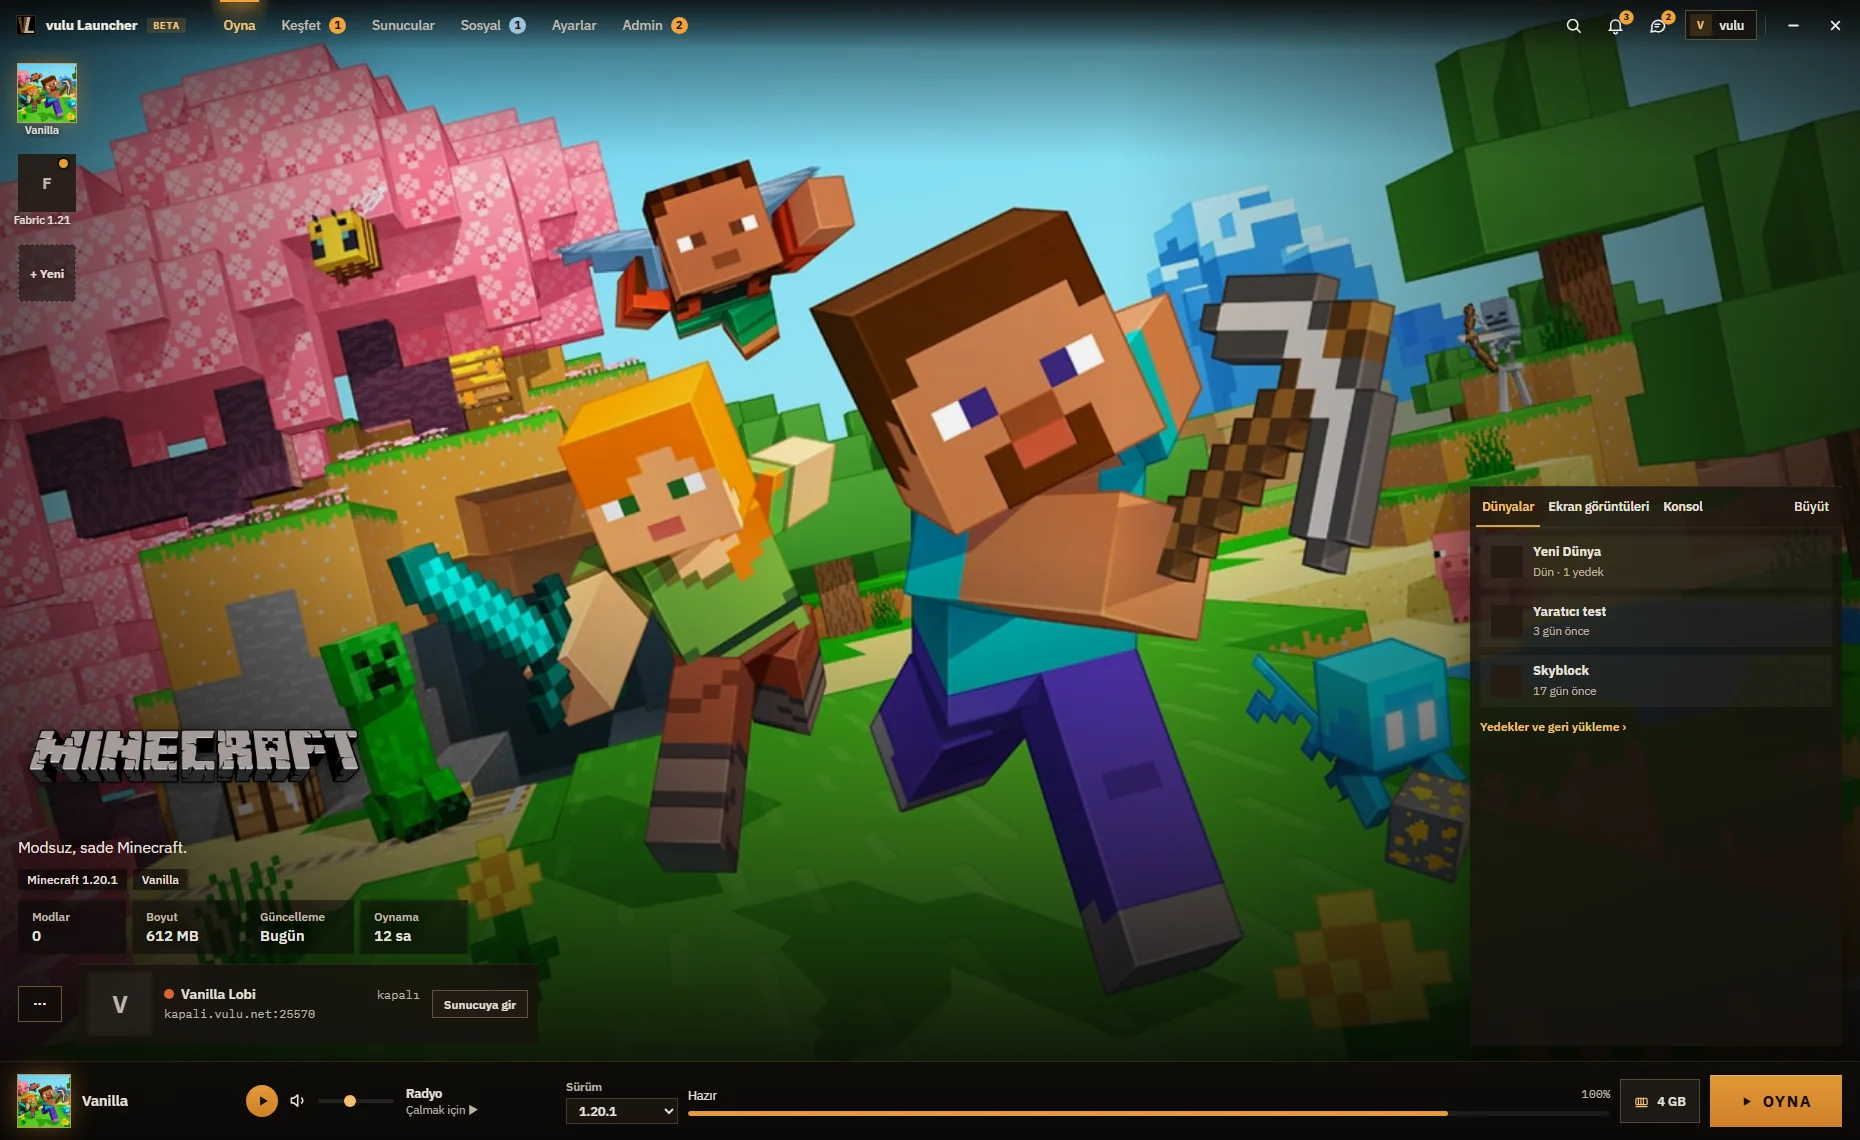 vulu Launcher BETA Oyna Keşfet 1 Sunucular Sosyal 1 Ayarlar Admin 2 3 2 V vulu
Vanilla
F
Fabric 1.21
+ Yeni
MINECRAFT
Modsuz, sade Minecraft.
Minecraft 1.20.1 Vanilla
Modlar Boyut Güncelleme Oynama
0 612 MB Bugün 12 sa
... V Vanilla Lobi kapalı Sunucuya gir
kapali.vulu.net:25570
Dünyalar Ekran görüntüleri Konsol Büyüt
Yeni Dünya
Dün · 1 yedek
Yaratıcı test
3 gün önce
Skyblock
17 gün önce
Yedekler ve geri yükleme ›
Vanilla
Radyo
Çalmak için ▶
Sürüm
1.20.1
Hazır 100%
4 GB
OYNA